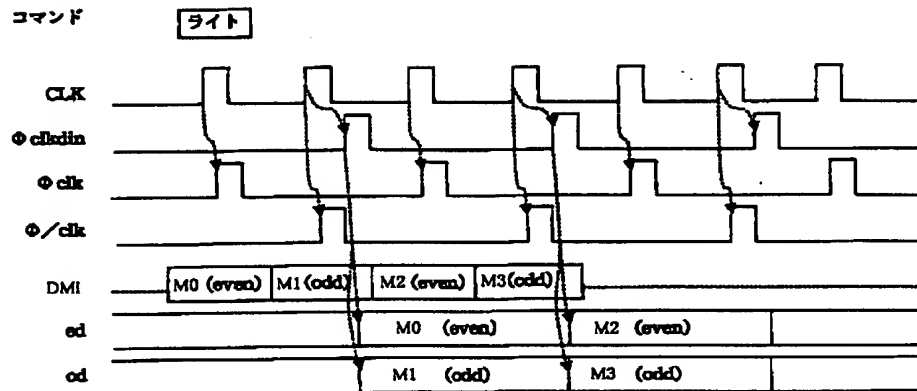 コマンド ライト
CLK
Φclkdin
Φclk
Φ/clk
DMI M0 (even) M1 (odd) M2 (even) M3(odd)
ed M0 (even) M2 (even)
od M1 (odd) M3 (odd)